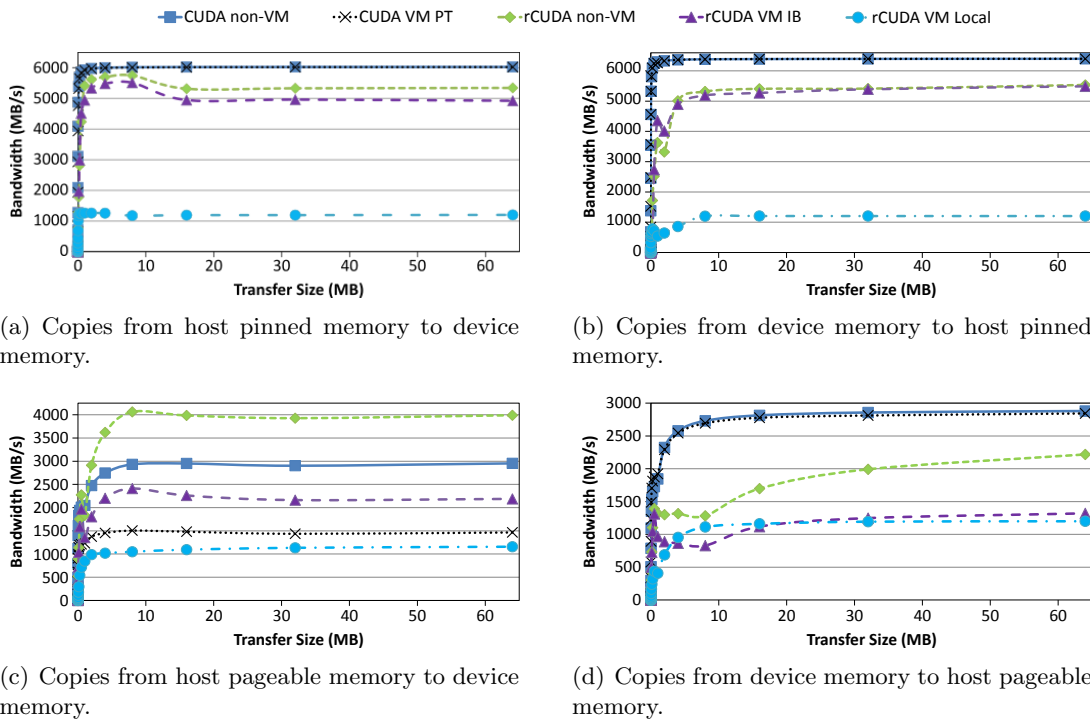 CUDA non-VM CUDA VM PT rCUDA non-VM rCUDA VM IB rCUDA VM Local
Bandwidth (MB/s)
6000
5000
4000
3000
2000
1000
0
0 10 20 30 40 50 60
Transfer Size (MB)
(a) Copies from host pinned memory to device
memory.
Bandwidth (MB/s)
6000
5000
4000
3000
2000
1000
0
0 10 20 30 40 50 60
Transfer Size (MB)
(b) Copies from device memory to host pinned
memory.
Bandwidth (MB/s)
4000
3500
3000
2500
2000
1500
1000
500
0
0 10 20 30 40 50 60
Transfer Size (MB)
(c) Copies from host pageable memory to device
memory.
Bandwidth (MB/s)
3000
2500
2000
1500
1000
500
0
0 10 20 30 40 50 60
Transfer Size (MB)
(d) Copies from device memory to host pageable
memory.